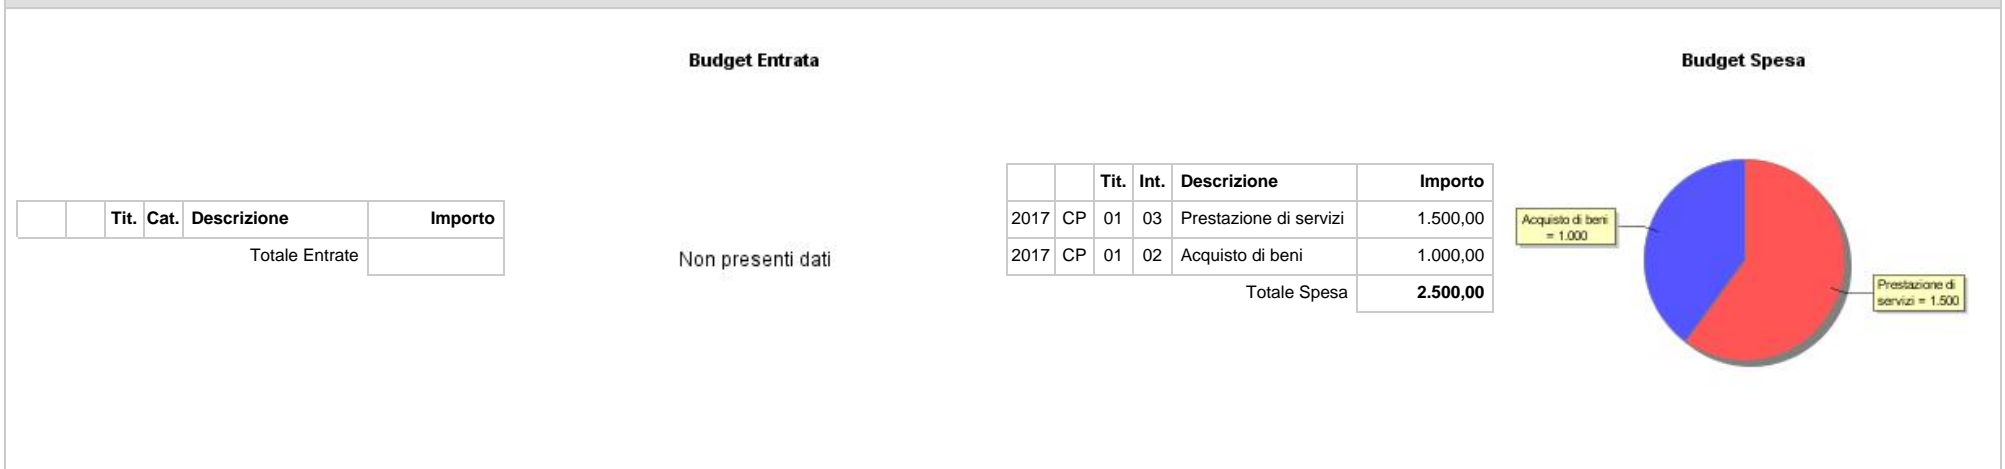 Budget Entrata
Budget Spesa
Tit. Cat. Descrizione Importo
Totale Entrate
Non presenti dati
Tit. Int. Descrizione Importo
2017 CP 01 03 Prestazione di servizi 1.500,00
2017 CP 01 02 Acquisto di beni 1.000,00
Totale Spesa 2.500,00
Acquisto di beni
= 1.000
Prestazione di
servizi = 1.500